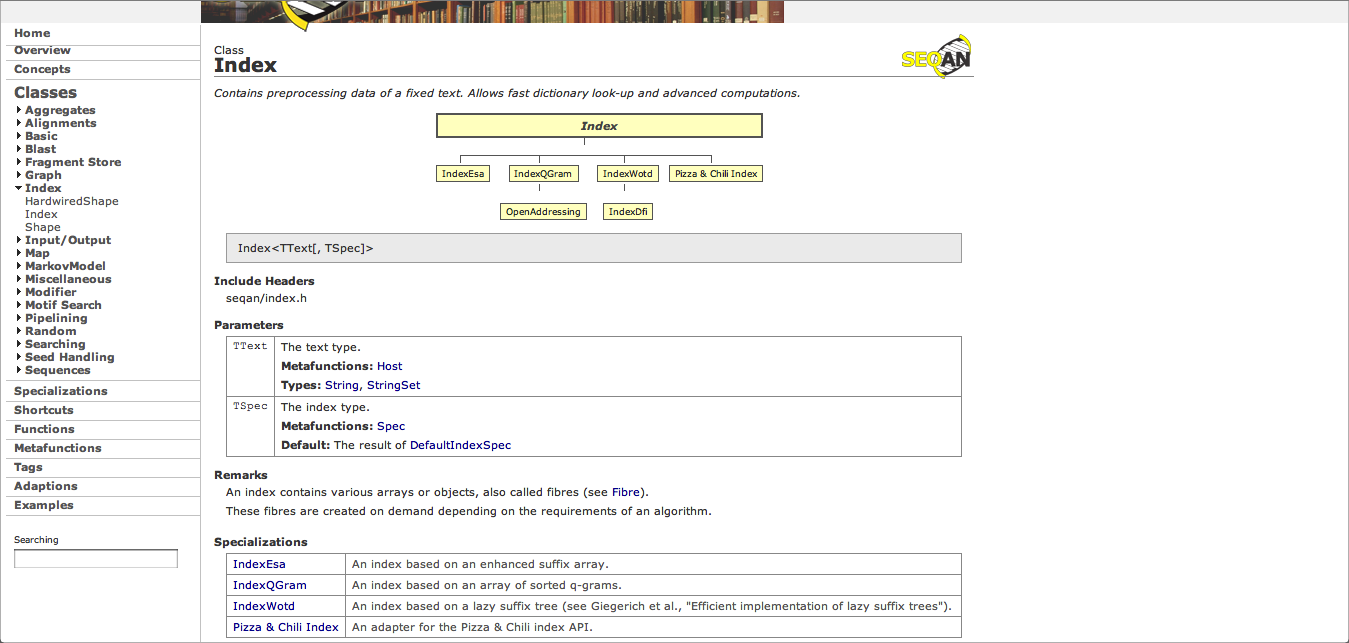 Home
Overview
Concepts
Classes
Aggregates
Alignments
Basic
Blast
Fragment Store
Graph
Index
HardwiredShape
Index
Shape
Input/Output
Map
MarkovModel
Miscellaneous
Modifier
Motif Search
Pipelining
Random
Searching
Seed Handling
Sequences
Specializations
Shortcuts
Functions
Metafunctions
Tags
Adaptions
Examples
Searching
Class
Index
SEQAN
Contains preprocessing data of a fixed text. Allows fast dictionary look-up and advanced computations.
Index
IndexEsa IndexQGram IndexWotd Pizza & Chili Index
OpenAddressing IndexDfi
Index<TText[, TSpec]>
Include Headers
seqan/index.h
Parameters
TText The text type.
Metafunctions: Host
Types: String, StringSet
TSpec The index type.
Metafunctions: Spec
Default: The result of DefaultIndexSpec
Remarks
An index contains various arrays or objects, also called fibres (see Fibre).
These fibres are created on demand depending on the requirements of an algorithm.
Specializations
IndexEsa An index based on an enhanced suffix array.
IndexQGram An index based on an array of sorted q-grams.
IndexWotd An index based on a lazy suffix tree (see Giegerich et al., "Efficient implementation of lazy suffix trees").
Pizza & Chili Index An adapter for the Pizza & Chili index API.